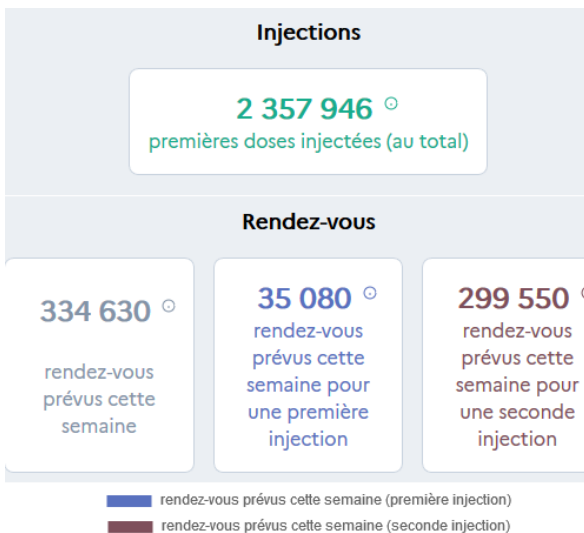 Injections
2 357 946
premières doses injectées (au total)
Rendez-vous
334 630
rendez-vous
prévus cette
semaine
35 080
rendez-vous
prévus cette
semaine pour
une première
injection
299 550
rendez-vous
prévus cette
semaine pour
une seconde
injection
rendez-vous prévus cette semaine (première injection)
rendez-vous prévus cette semaine (seconde injection)